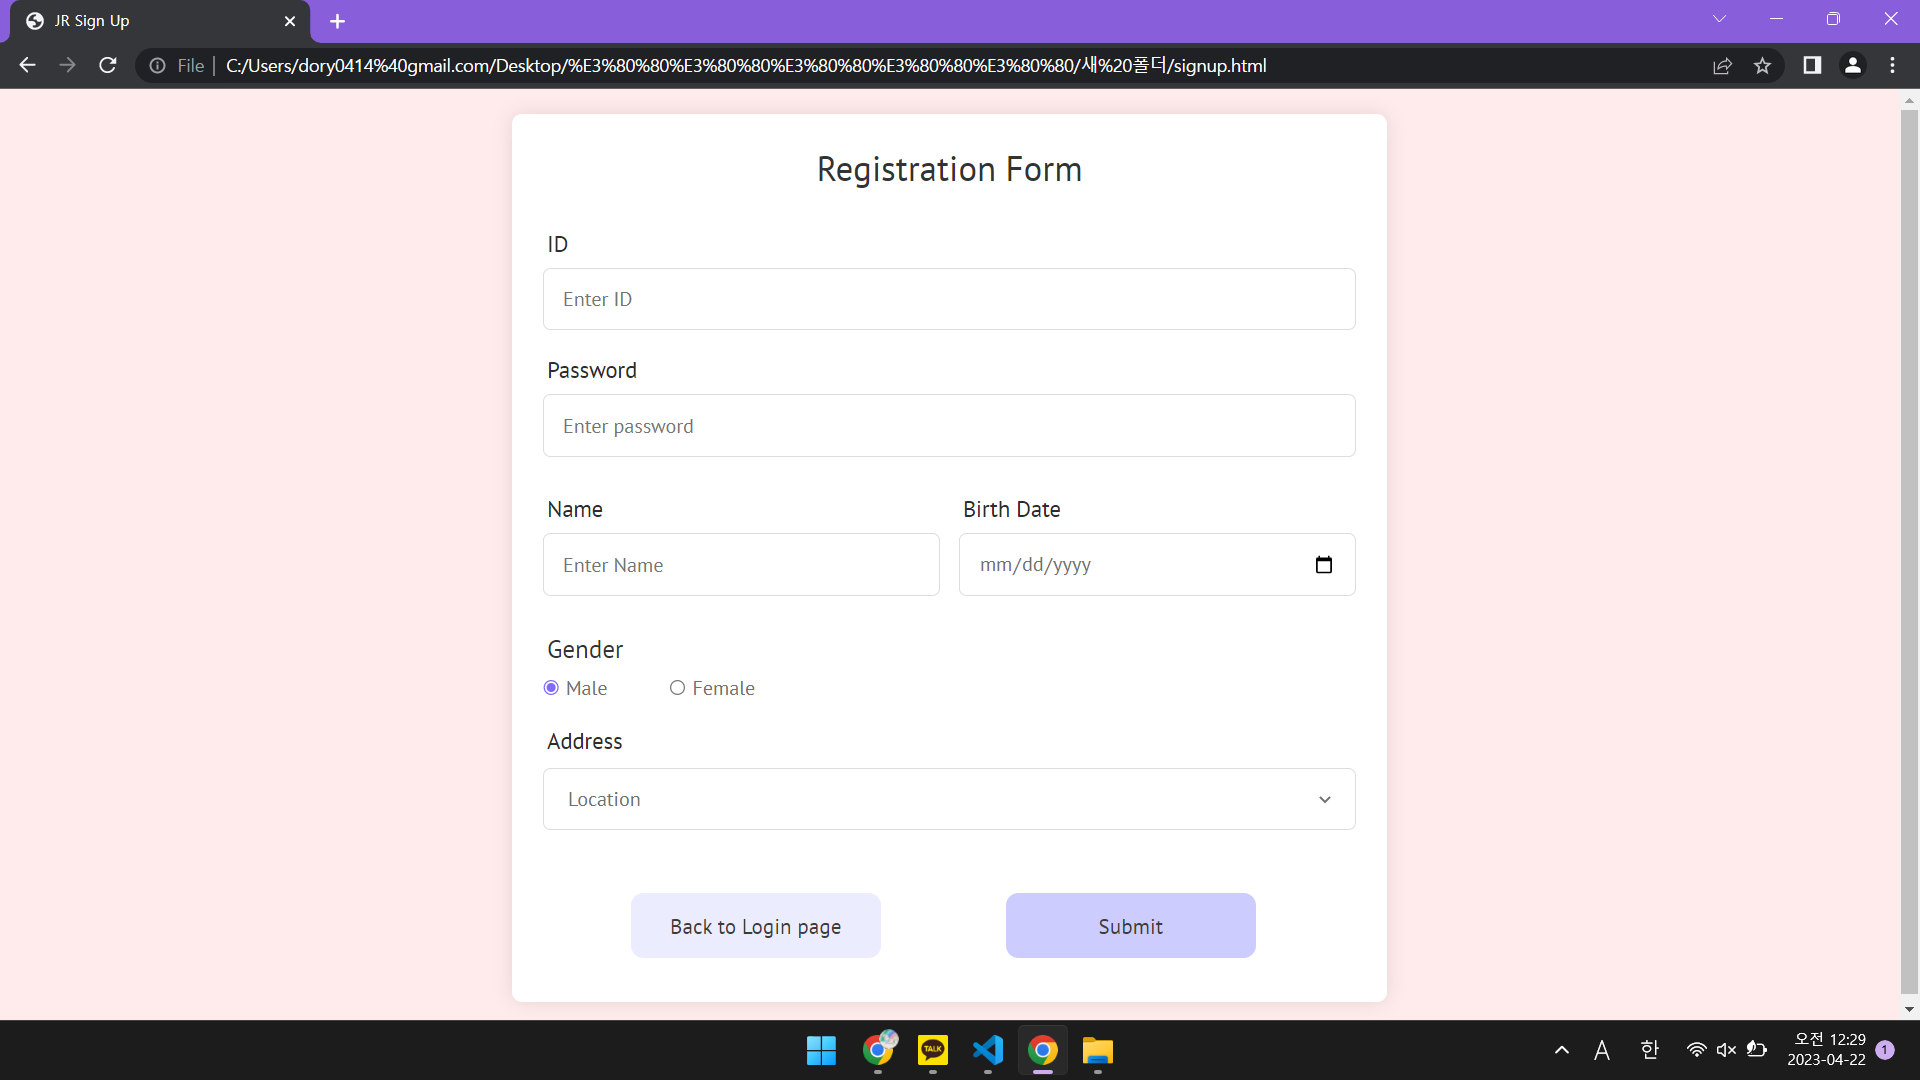 JR Sign Up
File | C:/Users/dory0414%40gmail.com/Desktop/%E3%80%80%E3%80%80%E3%80%80%E3%80%80%E3%80%80/새%20폴더/signup.html
Registration Form
ID
Enter ID
Password
Enter password
Name Birth Date
Enter Name mm/dd/yyyy
Gender
Male Female
Address
Location
Back to Login page Submit
TALK
A 한 오전 12:29
2023-04-22 1